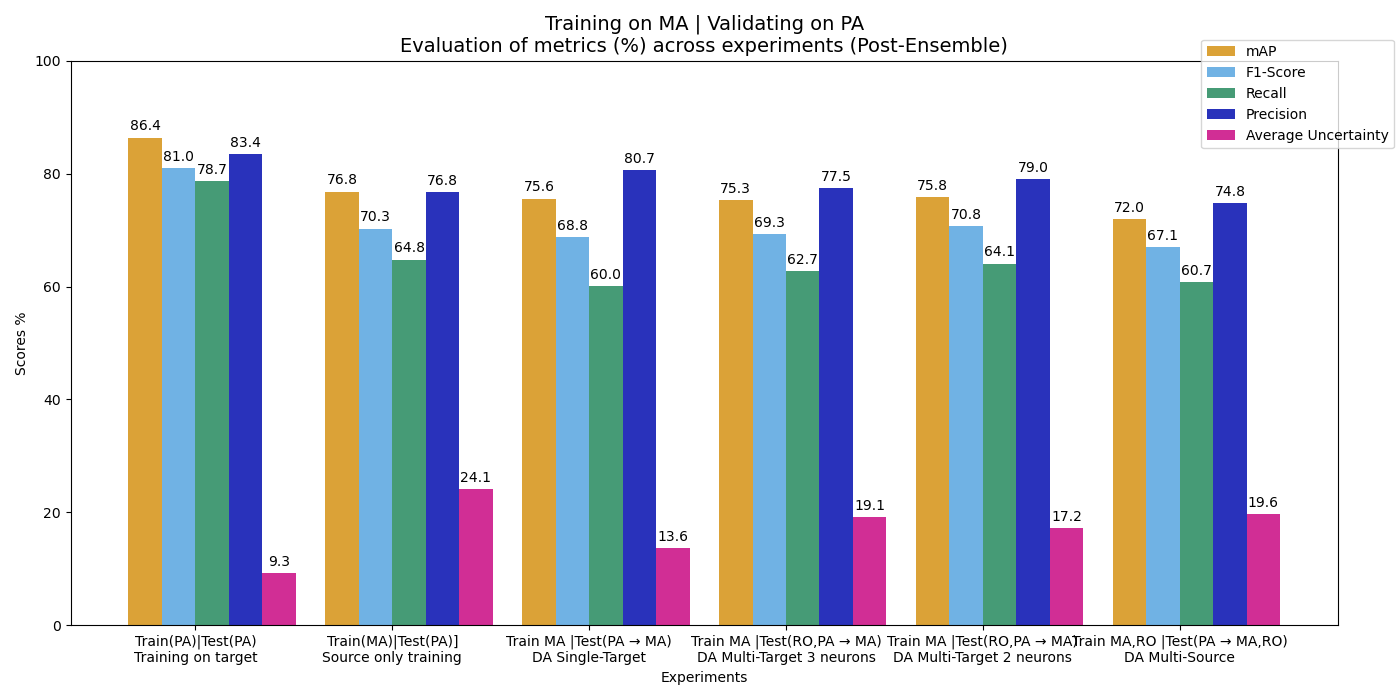 Training on MA | Validating on PA
Evaluation of metrics (%) across experiments (Post-Ensemble)
mAP
F1-Score
Recall
Precision
Average Uncertainty
Scores %
100
80
60
40
20
0
86.4
81.0
78.7
83.4
9.3
76.8
70.3
64.8
76.8
24.1
75.6
68.8
60.0
80.7
13.6
75.3
69.3
62.7
77.5
19.1
75.8
70.8
64.1
79.0
17.2
72.0
67.1
60.7
74.8
19.6
Train(PA)|Test(PA)
Training on target
Train(MA)|Test(PA)]
Source only training
Train MA |Test(PA → MA)
DA Single-Target
Train MA |Test(RO,PA → MA)
DA Multi-Target 3 neurons
Train MA |Test(RO,PA → MA)
DA Multi-Target 2 neurons
Train MA,RO |Test(PA → MA,RO)
DA Multi-Source
Experiments